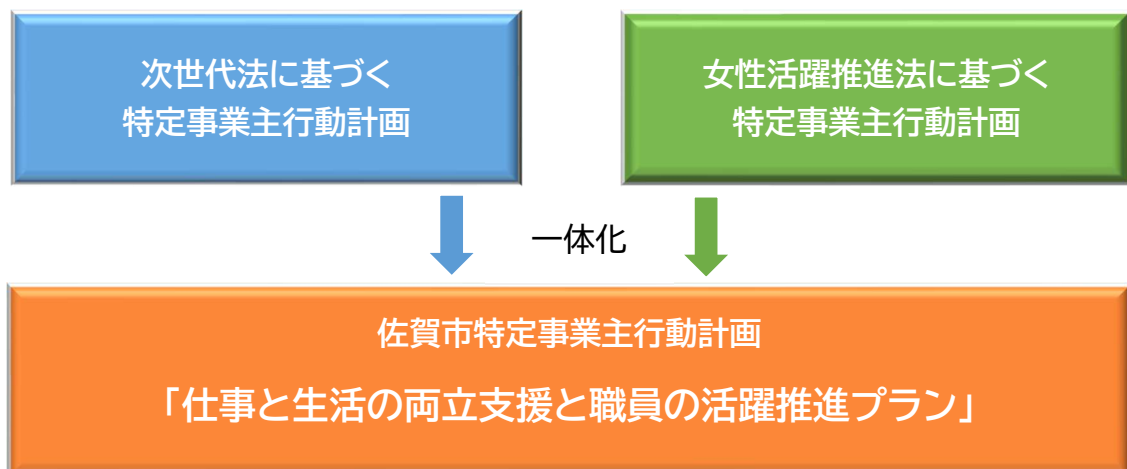 次世代法に基づく
特定事業主行動計画
女性活躍推進法に基づく
特定事業主行動計画
一体化
佐賀市特定事業主行動計画
「仕事と生活の両立支援と職員の活躍推進プラン」